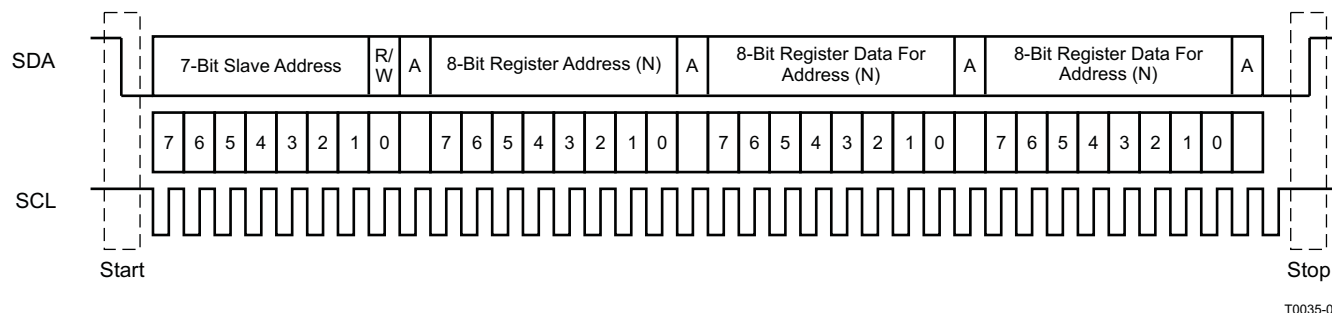 SDA
7-Bit Slave Address
R/
W
A
8-Bit Register Address (N)
A
8-Bit Register Data For
Address (N)
A
8-Bit Register Data For
Address (N)
A
7 6 5 4 3 2 1 0 7 6 5 4 3 2 1 0 7 6 5 4 3 2 1 0 7 6 5 4 3 2 1 0
SCL
Start
Stop
T0035-0